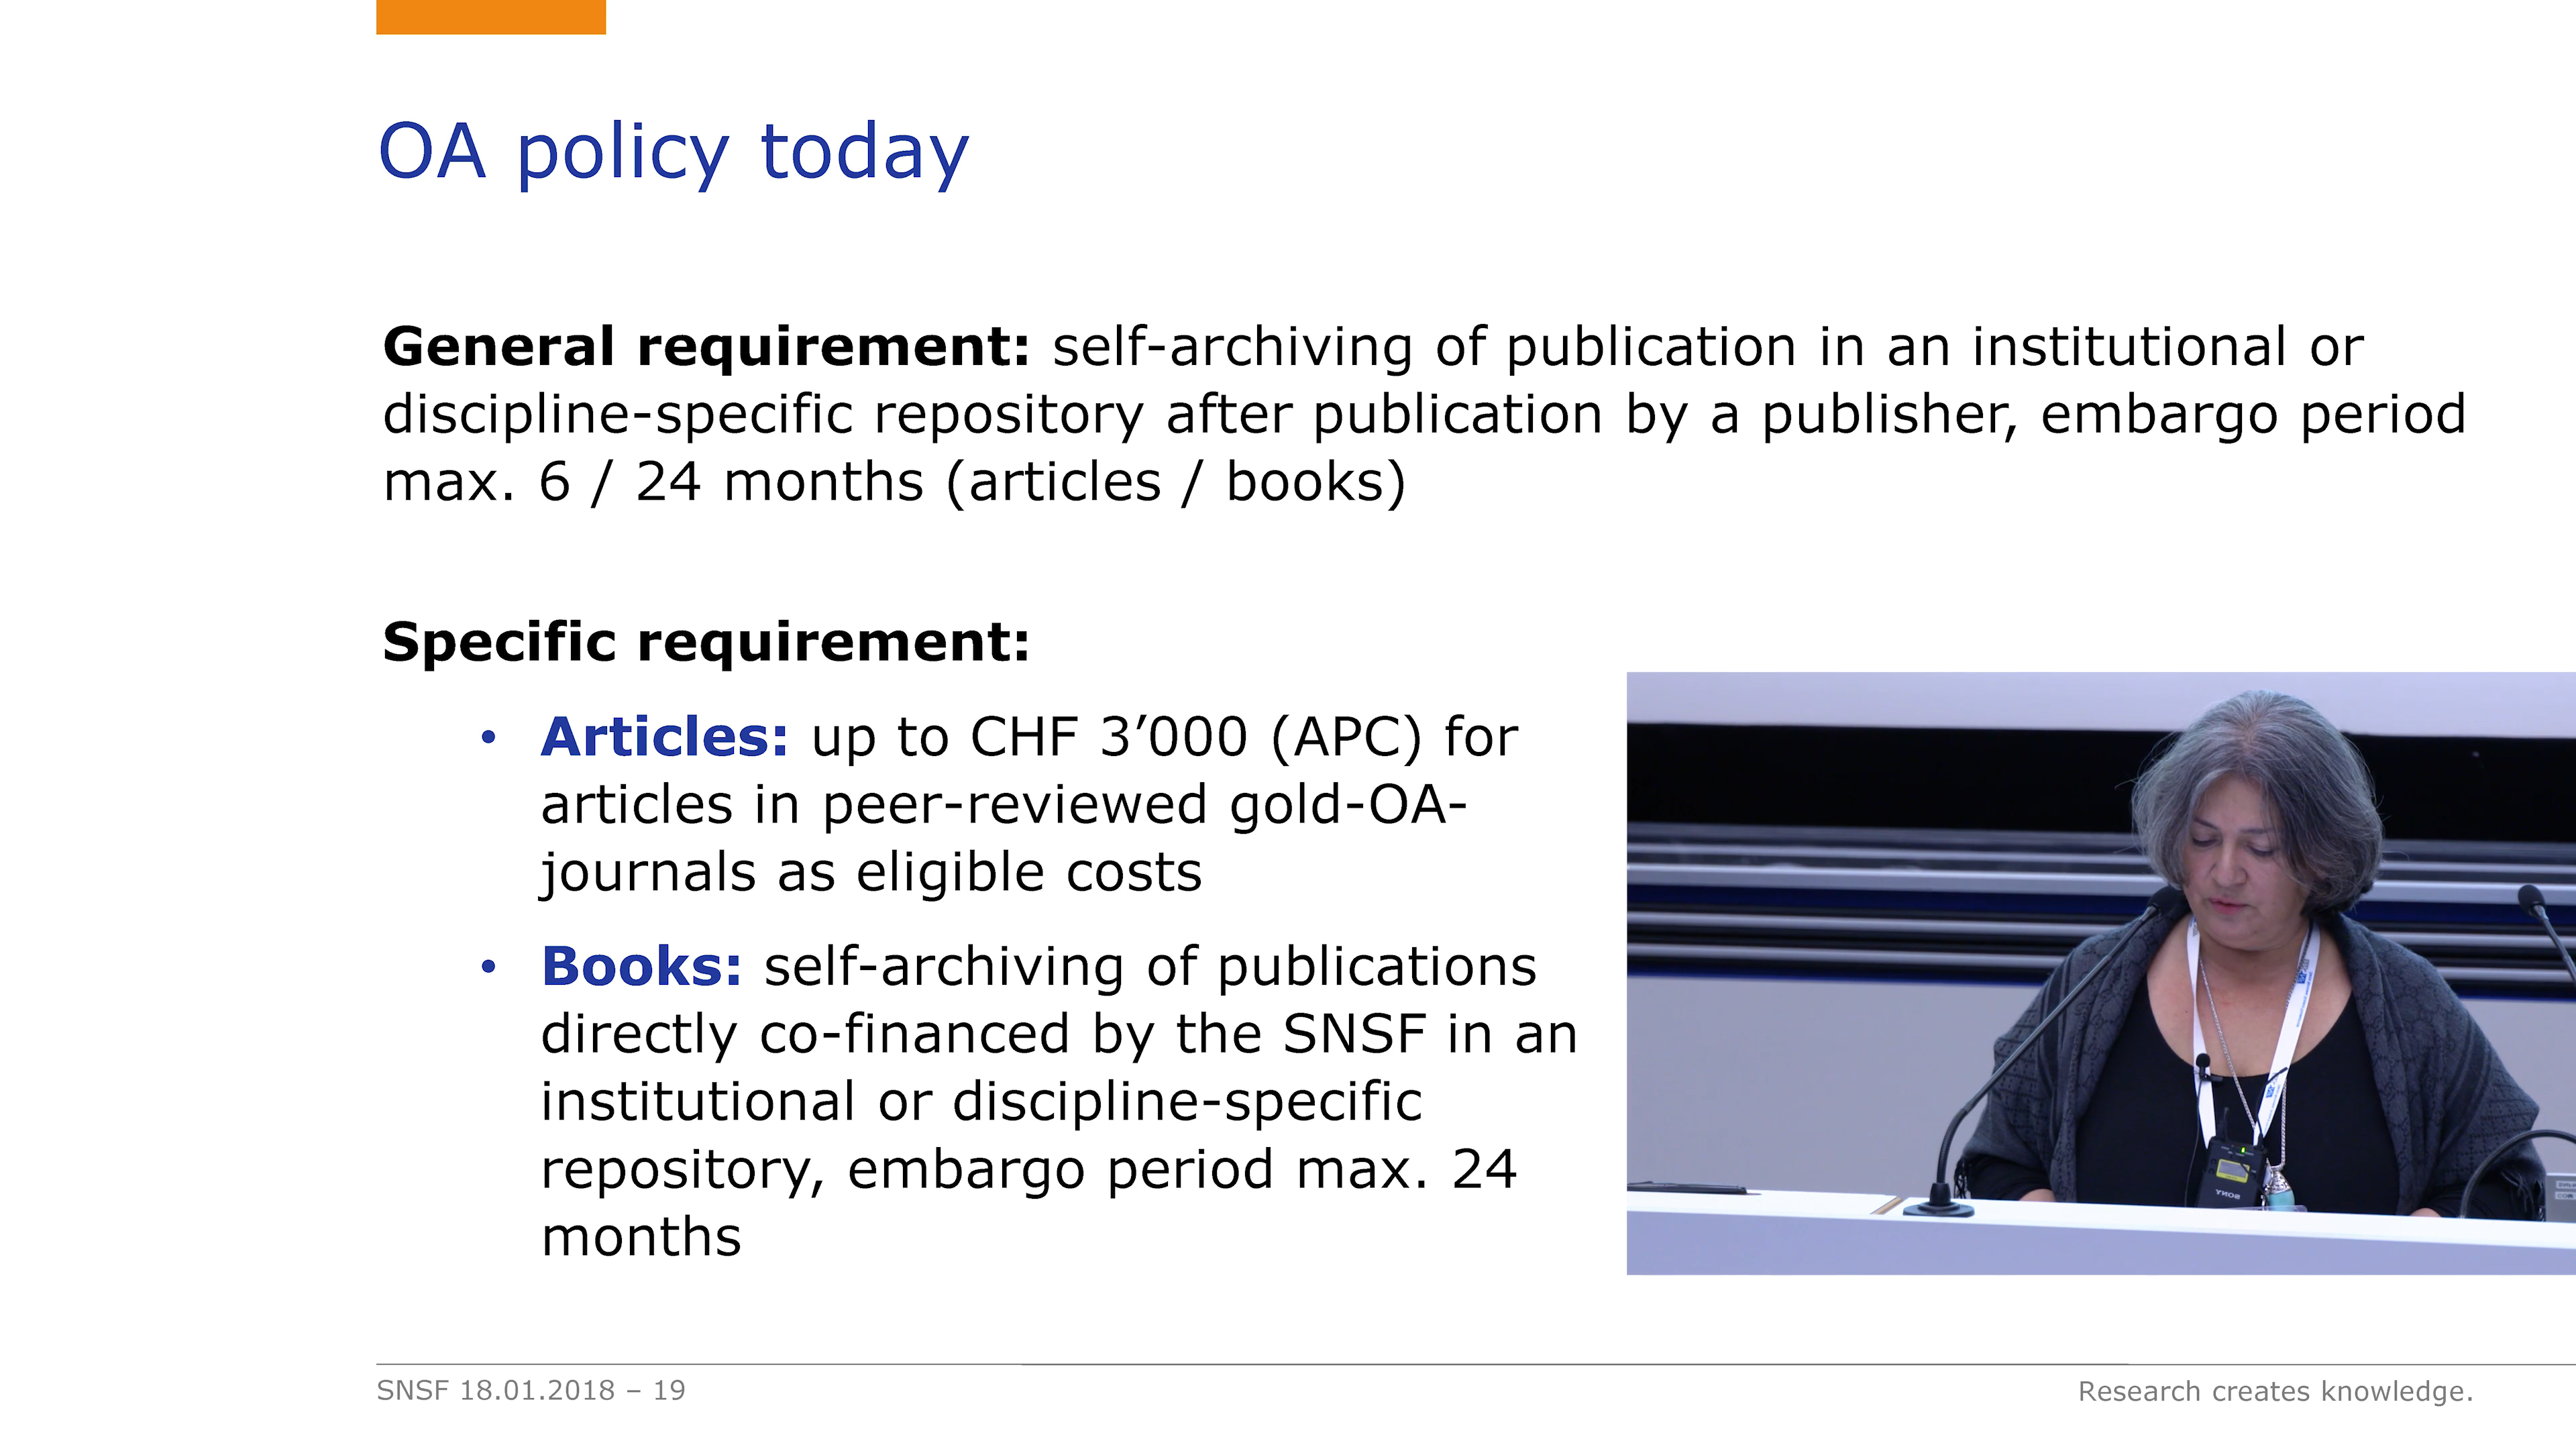 OA policy today
General requirement: self-archiving of publication in an institutional or
discipline-specific repository after publication by a publisher, embargo period
max. 6 / 24 months (articles / books)
Specific requirement:
• Articles: up to CHF 3’000 (APC) for
articles in peer-reviewed gold-OA-
journals as eligible costs
• Books: self-archiving of publications
directly co-financed by the SNSF in an
institutional or discipline-specific
repository, embargo period max. 24
months
SONY
SNSF 18.01.2018 – 19
Research creates knowledge.